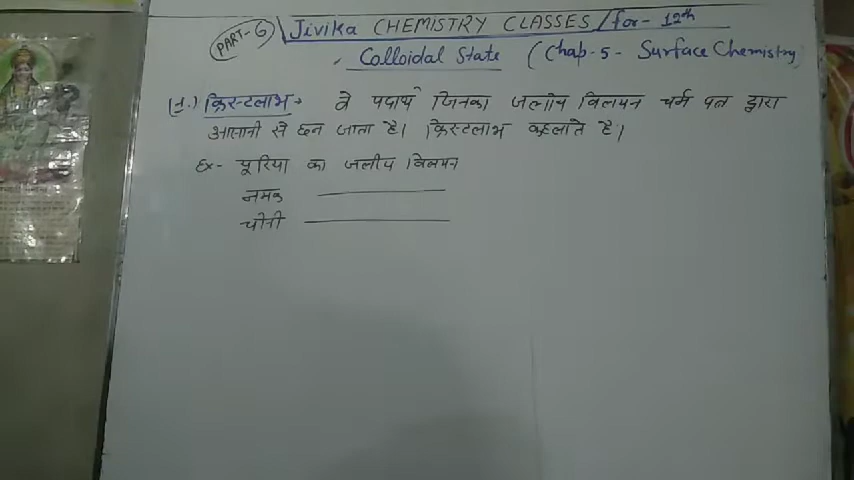 PART-6 Jivika CHEMISTRY CLASSES / for- 12th
Colloidal State (Chap-5- Surface Chemistry)
(1.) क्रिस्टलाभ → वे पदार्थ जिनका जलीय विलयन चर्म पत्र द्वारा
आसानी से छन जाता है। क्रिस्टलाभ कहलाते है।
Ex- यूरिया का जलीय विलयन
नमक
चीनी